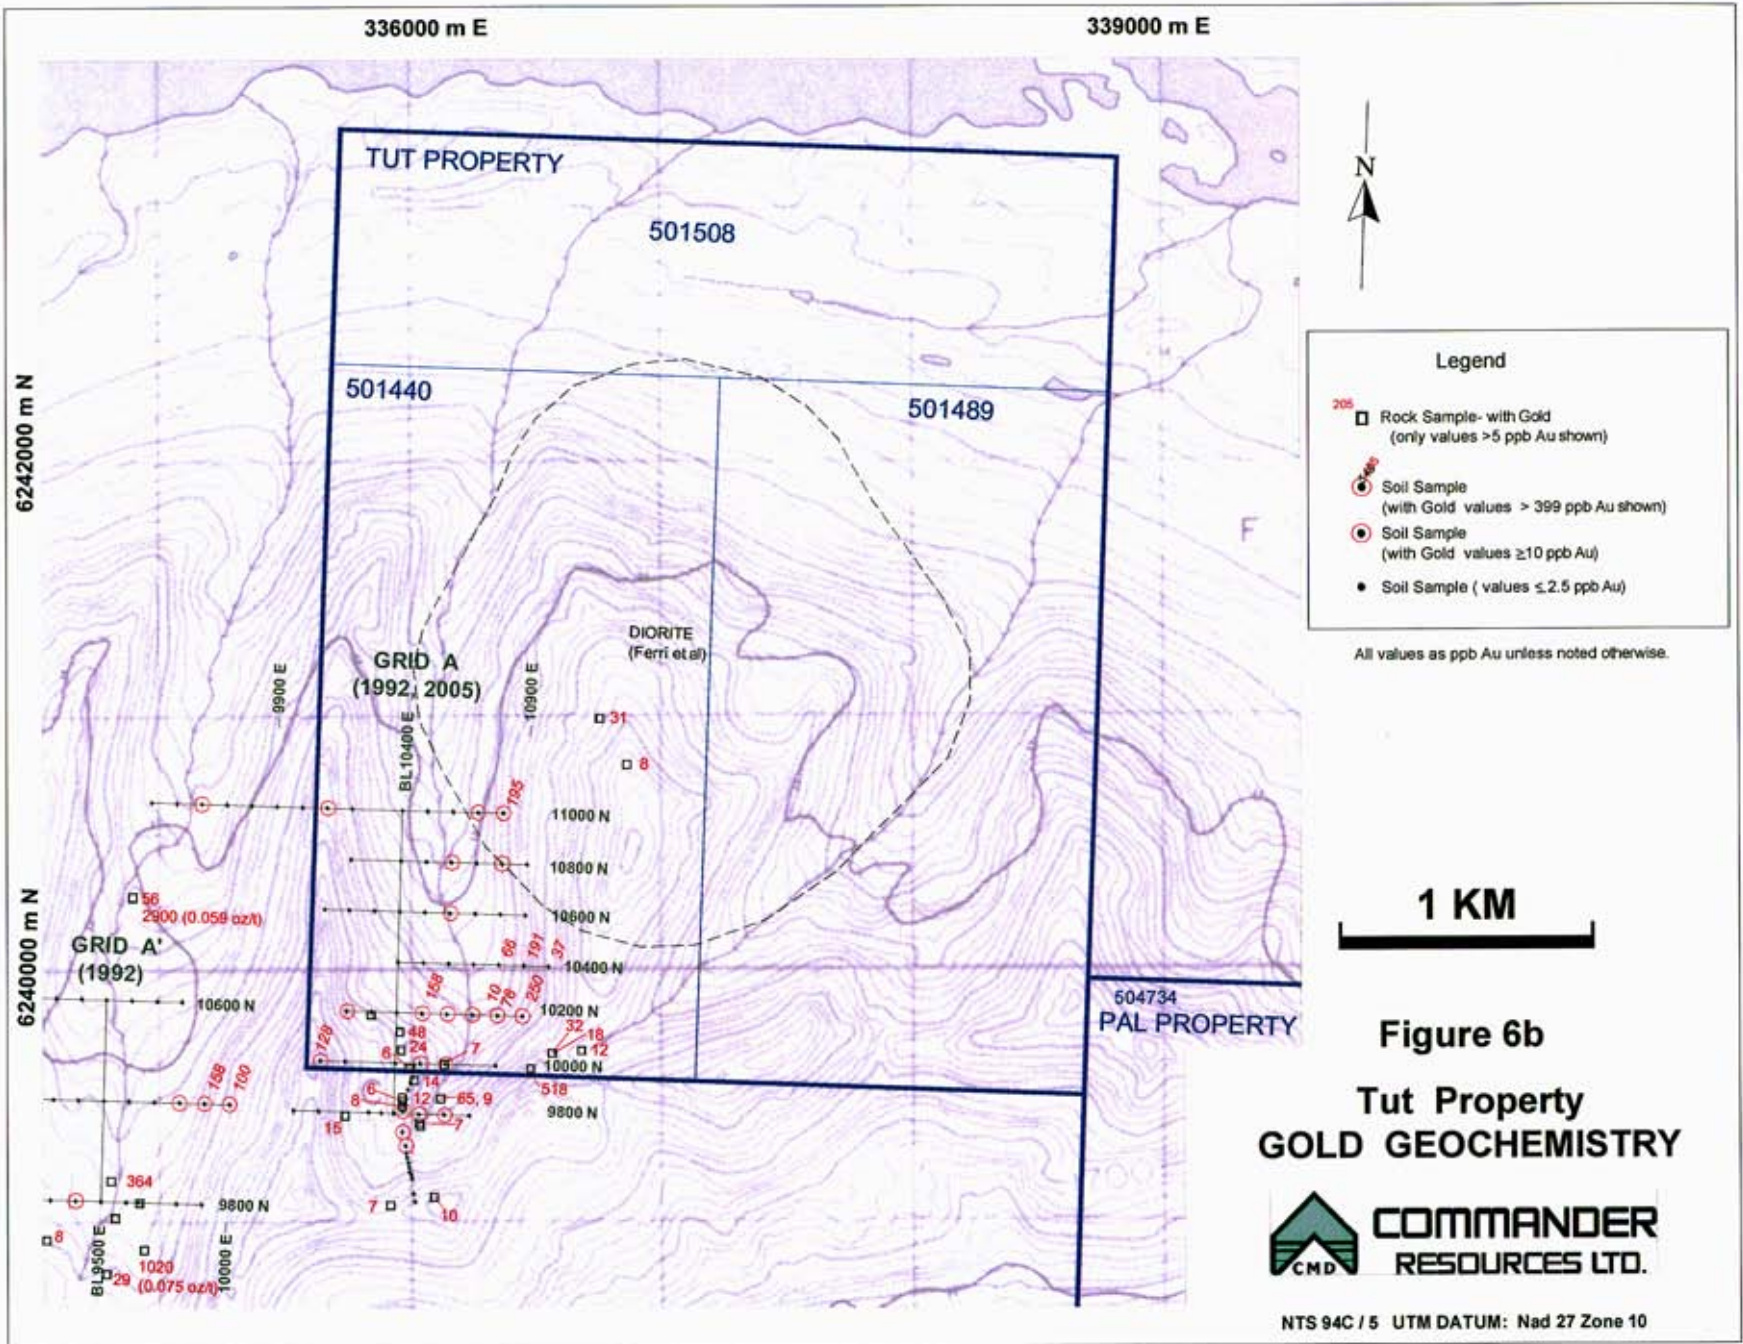 336000 m E
339000 m E
6242000 m N
6240000 m N
TUT PROPERTY
501508
501440
501489
N
F
DIORITE
(Ferri et al)
GRID A
(1992, 2005)
9900 E
10900 E
BL10400 E
31
8
195
11000 N
10800 N
10600 N
66
191
37
10400 N
158
10
76
250
10200 N
128
48
24
6
7
32
18
12
10000 N
518
14
6
8
12
65, 9
9800 N
15
7
7
10
56
2900 (0.059 oz/t)
GRID A'
(1992)
10600 N
158
100
364
9800 N
8
BL9500 E
29
1020
(0.075 oz/t)
10000 E
504734
PAL PROPERTY
Legend
205
Rock Sample- with Gold
(only values >5 ppb Au shown)
Soil Sample
(with Gold values > 399 ppb Au shown)
Soil Sample
(with Gold values ≥10 ppb Au)
Soil Sample ( values ≤2.5 ppb Au)
All values as ppb Au unless noted otherwise.
1 KM
Figure 6b
Tut Property
GOLD GEOCHEMISTRY
CMD
COMMANDER
RESOURCES LTD.
NTS 94C / 5 UTM DATUM: Nad 27 Zone 10